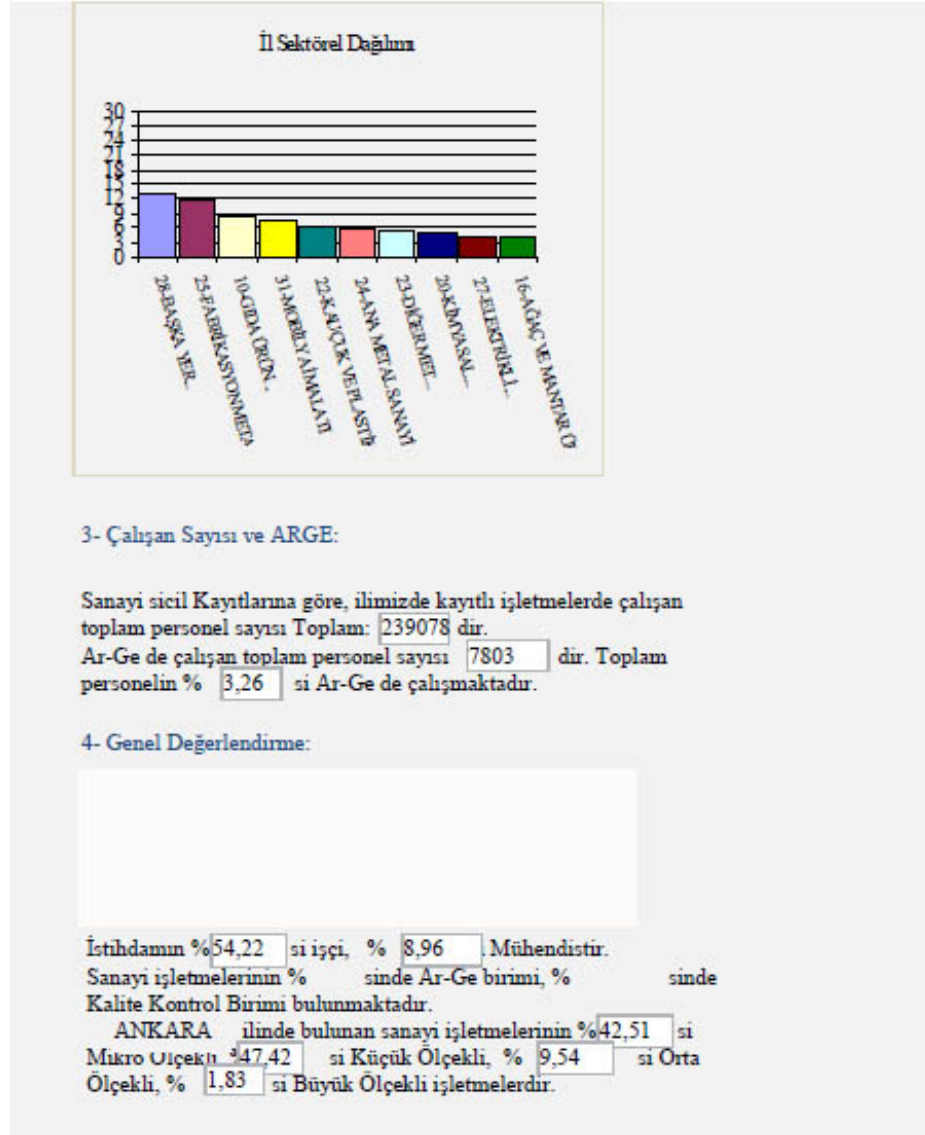 İl Sektörel Dağılımı
30
27
24
21
18
15
12
9
6
3
0
28-BAŞKA YER...
25-FABRİKASYON META
10-GIDA ÜRÜN...
31-MOBİLYA İMALATI
22-KAUÇUK VE PLASTİK
24-ANA METAL SANAYİ
23-DİĞER MET...
20-KİMYASAL...
27-ELEKTRİKLİ...
16-AĞAÇ VE MANTAR Ü
3- Çalışan Sayısı ve ARGE:
Sanayi sicil Kayıtlarına göre, ilimizde kayıtlı işletmelerde çalışan
toplam personel sayısı Toplam: 239078 dir.
Ar-Ge de çalışan toplam personel sayısı 7803 dir. Toplam
personelin % 3,26 si Ar-Ge de çalışmaktadır.
4- Genel Değerlendirme:
İstihdamın %54,22 si işçi, % 8,96 Mühendistir.
Sanayi işletmelerinin % sinde Ar-Ge birimi, % sinde
Kalite Kontrol Birimi bulunmaktadır.
ANKARA ilinde bulunan sanayi işletmelerinin %42,51 si
Mikro Ölçekli, %47,42 si Küçük Ölçekli, % 9,54 si Orta
Ölçekli, % 1,83 si Büyük Ölçekli işletmelerdir.